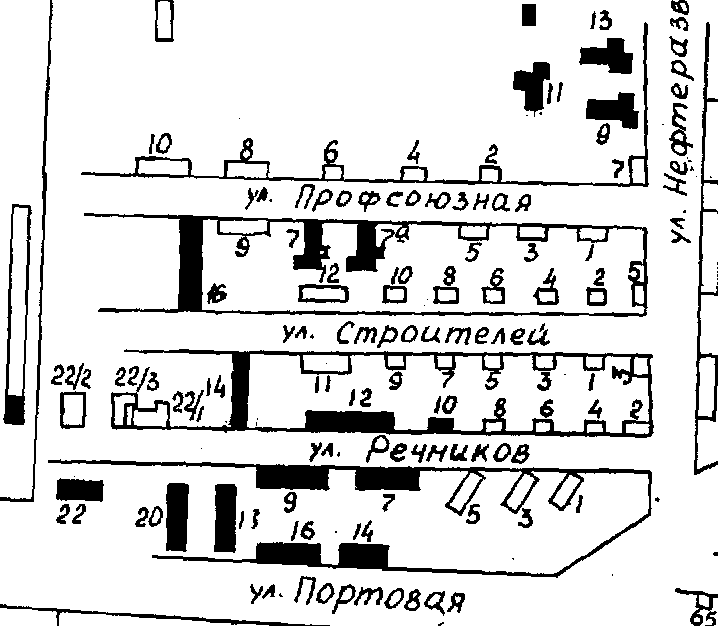 13
11
9
ул. Нефтеразв
10 8 6 4 2 7
ул. Профсоюзная
9 7а 7а 5 3 1
16 12 10 8 6 4 2 5
ул. Строителей
22/2 22/3 22/1 14 11 9 7 5 3 1 3
12 10 8 6 4 2
ул. Речников
22 20 13 9 7 5 3 1
16 14
ул. Портовая
65